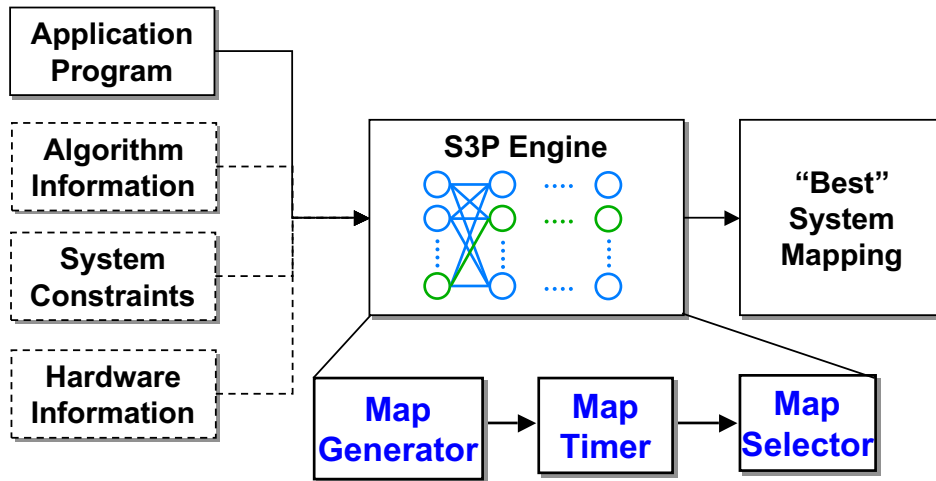 Application
Program
Algorithm
Information
System
Constraints
Hardware
Information
S3P Engine
....
....
....
“Best”
System
Mapping
Map
Generator
Map
Timer
Map
Selector